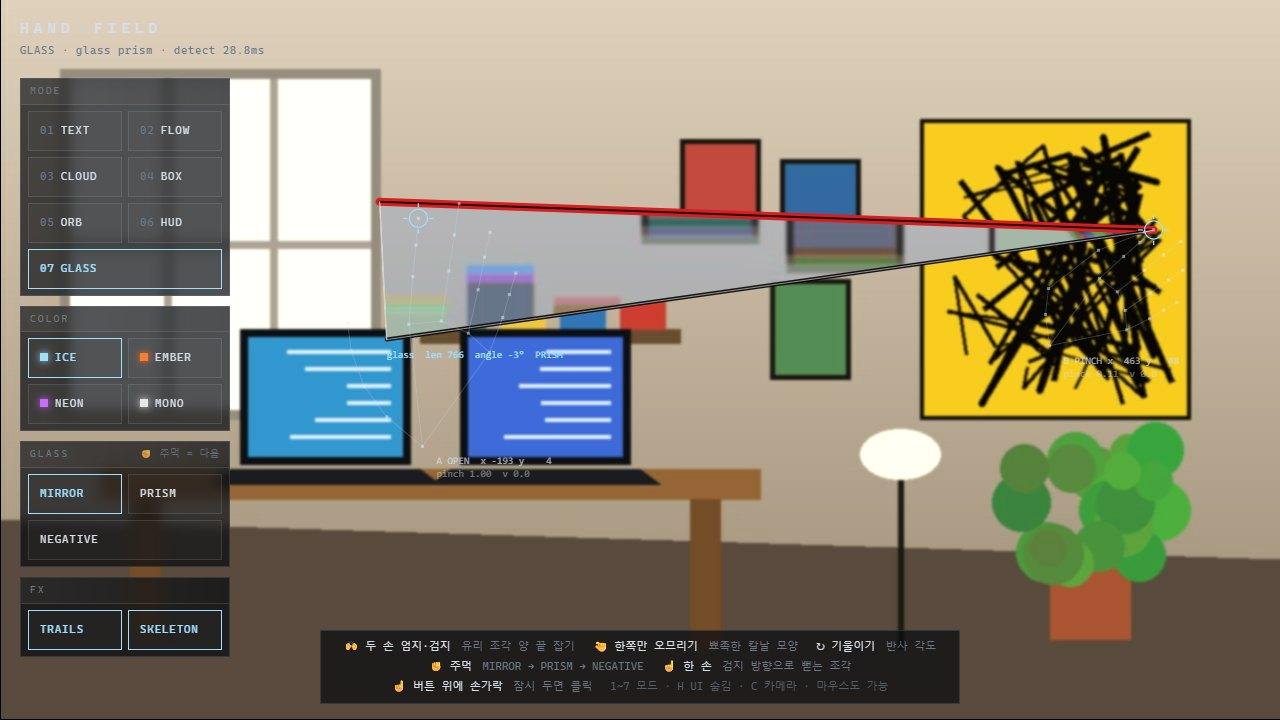 HAND FIELD
GLASS · glass prism · detect 28.8ms
MODE
01 TEXT
02 FLOW
03 CLOUD
04 BOX
05 ORB
06 HUD
07 GLASS
COLOR
ICE
EMBER
NEON
MONO
GLASS ✊ 주먹 = 다음
MIRROR
PRISM
NEGATIVE
FX
TRAILS
SKELETON
glass len 766 angle -3° PRISM
A OPEN x -193 y 4
pinch 1.00 v 0.0
PINCH x 463 y
🙌 두 손 엄지·검지 유리 조각 양 끝 잡기 🤏 한쪽만 오므리기 뾰족한 칼날 모양 ↻ 기울이기 반사 각도
✊ 주먹 MIRROR → PRISM → NEGATIVE ☝ 한 손 검지 방향으로 뻗는 조각
☝ 버튼 위에 손가락 잠시 두면 클릭 1~7 모드 · H UI 숨김 · C 카메라 · 마우스도 가능